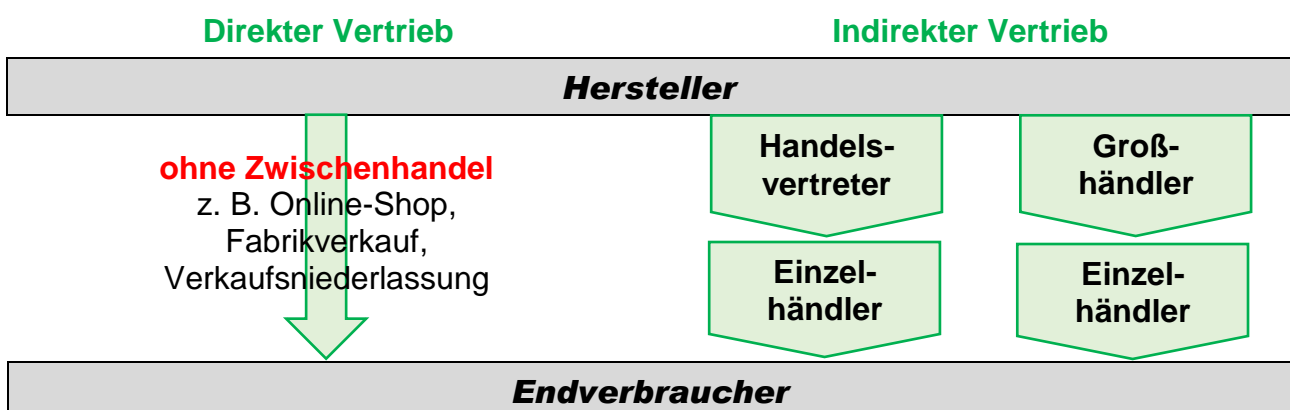 Direkter Vertrieb
Indirekter Vertrieb
Hersteller
ohne Zwischenhandel
z. B. Online-Shop,
Fabrikverkauf,
Verkaufsniederlassung
Handels-
vertreter
Einzel-
händler
Groß-
händler
Einzel-
händler
Endverbraucher